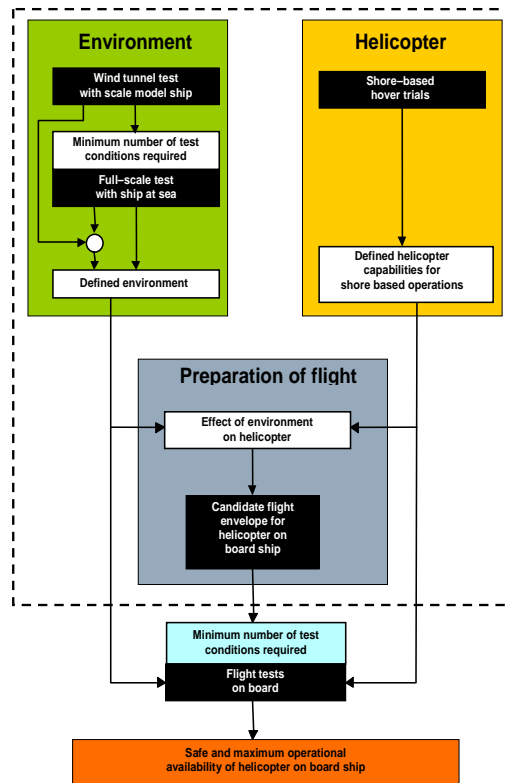 Environment
Wind tunnel test
with scale model ship
Minimum number of test
conditions required
Full–scale test
with ship at sea
Defined environment
Helicopter
Shore–based
hover trials
Defined helicopter
capabilities for
shore based operations
Preparation of flight
Effect of environment
on helicopter
Candidate flight
envelope for
helicopter on
board ship
Minimum number of test
conditions required
Flight tests
on board
Safe and maximum operational
availability of helicopter on board ship